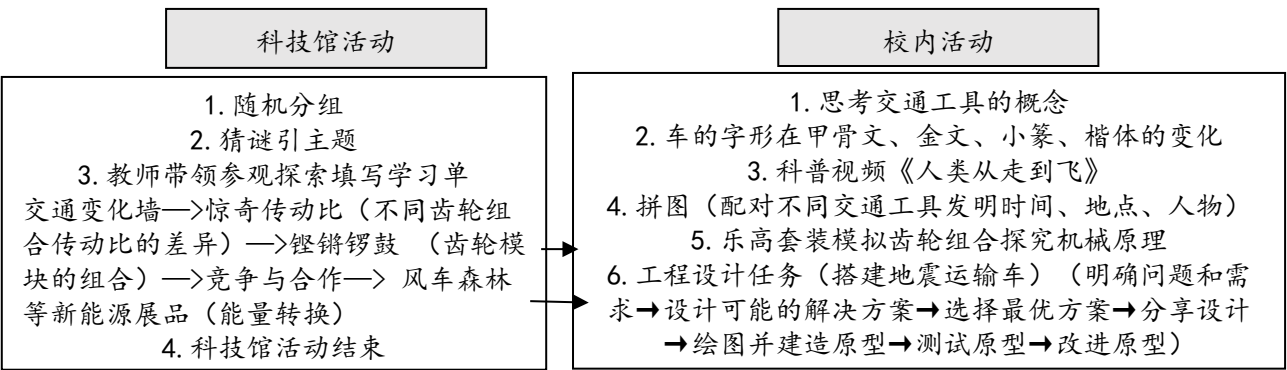 科技馆活动
1.随机分组
2.猜谜引主题
3.教师带领参观探索填写学习单
交通变化墙—>惊奇传动比（不同齿轮组
合传动比的差异）—>铿锵锣鼓 （齿轮模
块的组合）—>竞争与合作—> 风车森林
等新能源展品（能量转换）
4.科技馆活动结束
校内活动
1.思考交通工具的概念
2.车的字形在甲骨文、金文、小篆、楷体的变化
3.科普视频《人类从走到飞》
4.拼图（配对不同交通工具发明时间、地点、人物）
5.乐高套装模拟齿轮组合探究机械原理
6.工程设计任务（搭建地震运输车）（明确问题和需
求→设计可能的解决方案→选择最优方案→分享设计
→绘图并建造原型→测试原型→改进原型）